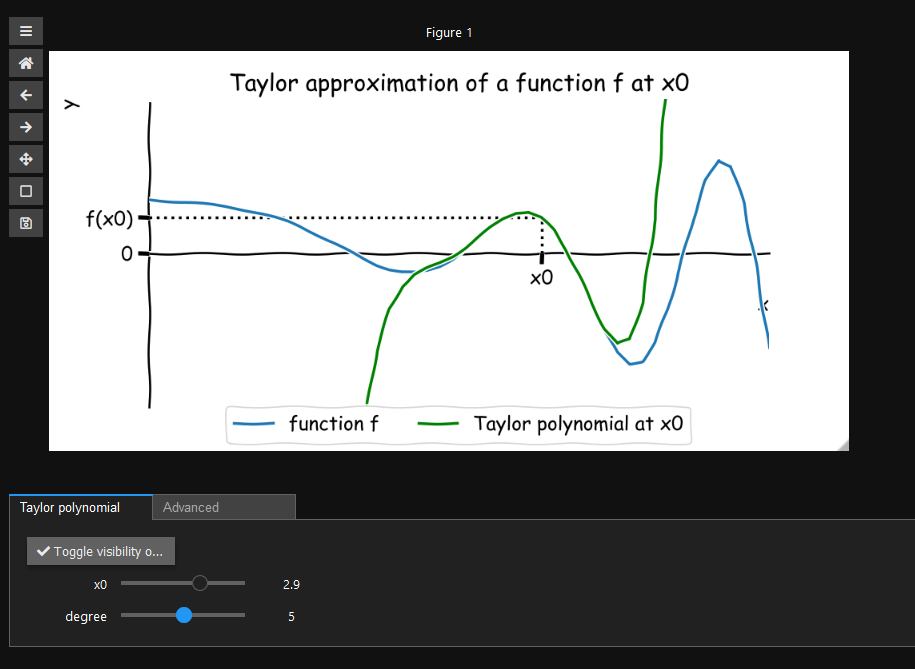 Figure 1
Taylor approximation of a function f at x0
y
f(x0)
0
x0
x
function f
Taylor polynomial at x0
Taylor polynomial
Advanced
Toggle visibility o...
x0
2.9
degree
5